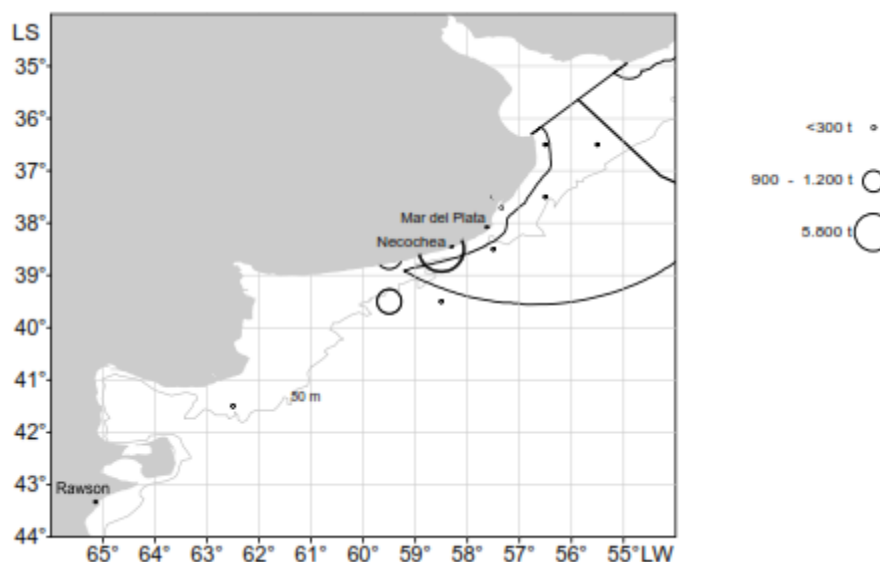 LS
35°
36°
37°
38°
39°
40°
41°
42°
43°
44°
65° 64° 63° 62° 61° 60° 59° 58° 57° 56° 55° LW
Mar del Plata
Necochea
50 m
Rawson
<300 t
900 - 1.200 t
5.800 t